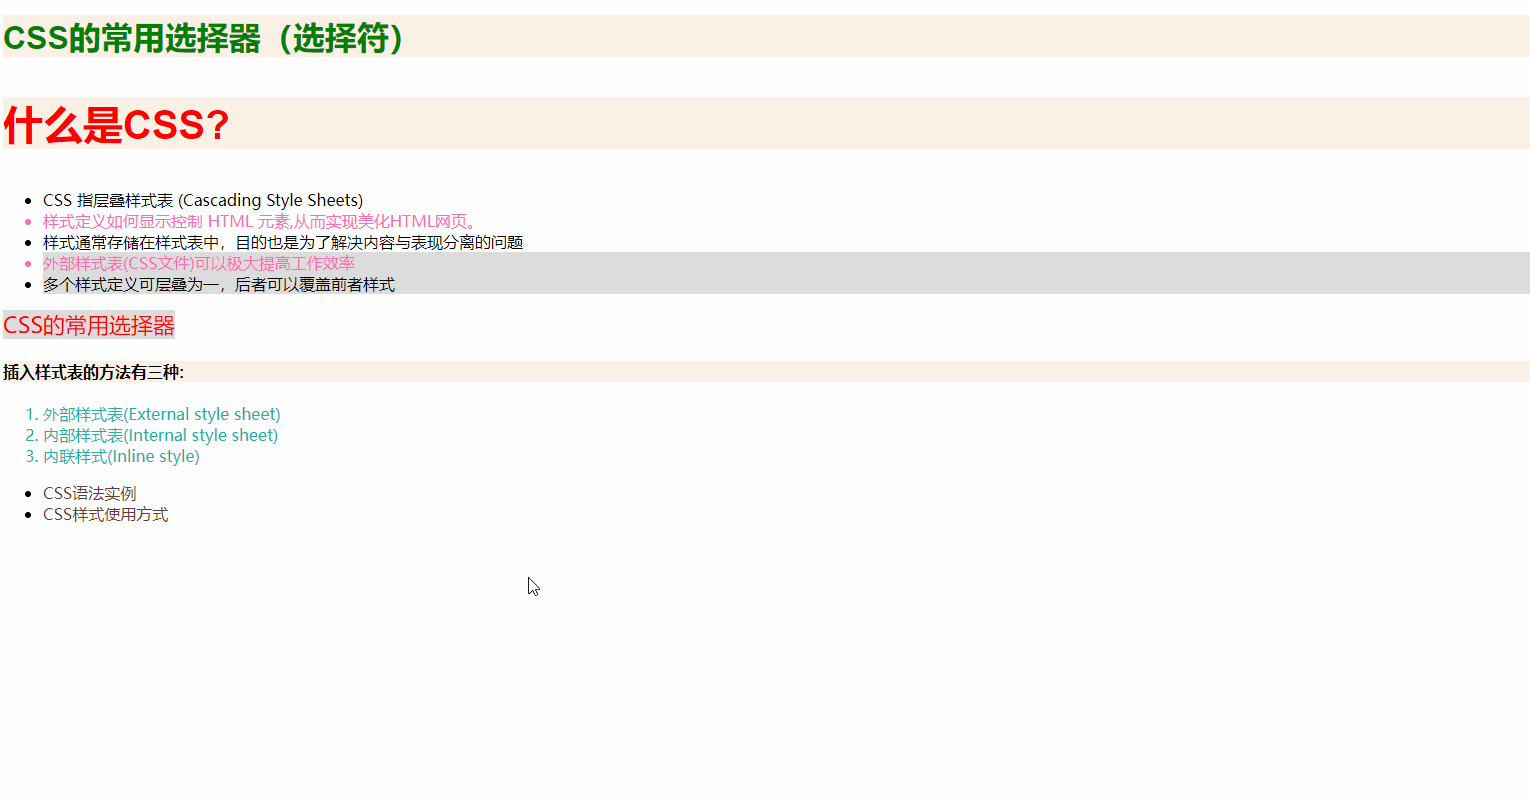 CSS的常用选择器（选择符）
什么是CSS?
CSS 指层叠样式表 (Cascading Style Sheets)
样式定义如何显示控制 HTML 元素,从而实现美化HTML网页。
样式通常存储在样式表中，目的也是为了解决内容与表现分离的问题
外部样式表(CSS文件)可以极大提高工作效率
多个样式定义可层叠为一，后者可以覆盖前者样式
CSS的常用选择器
插入样式表的方法有三种:
1. 外部样式表(External style sheet)
2. 内部样式表(Internal style sheet)
3. 内联样式(Inline style)
CSS语法实例
CSS样式使用方式